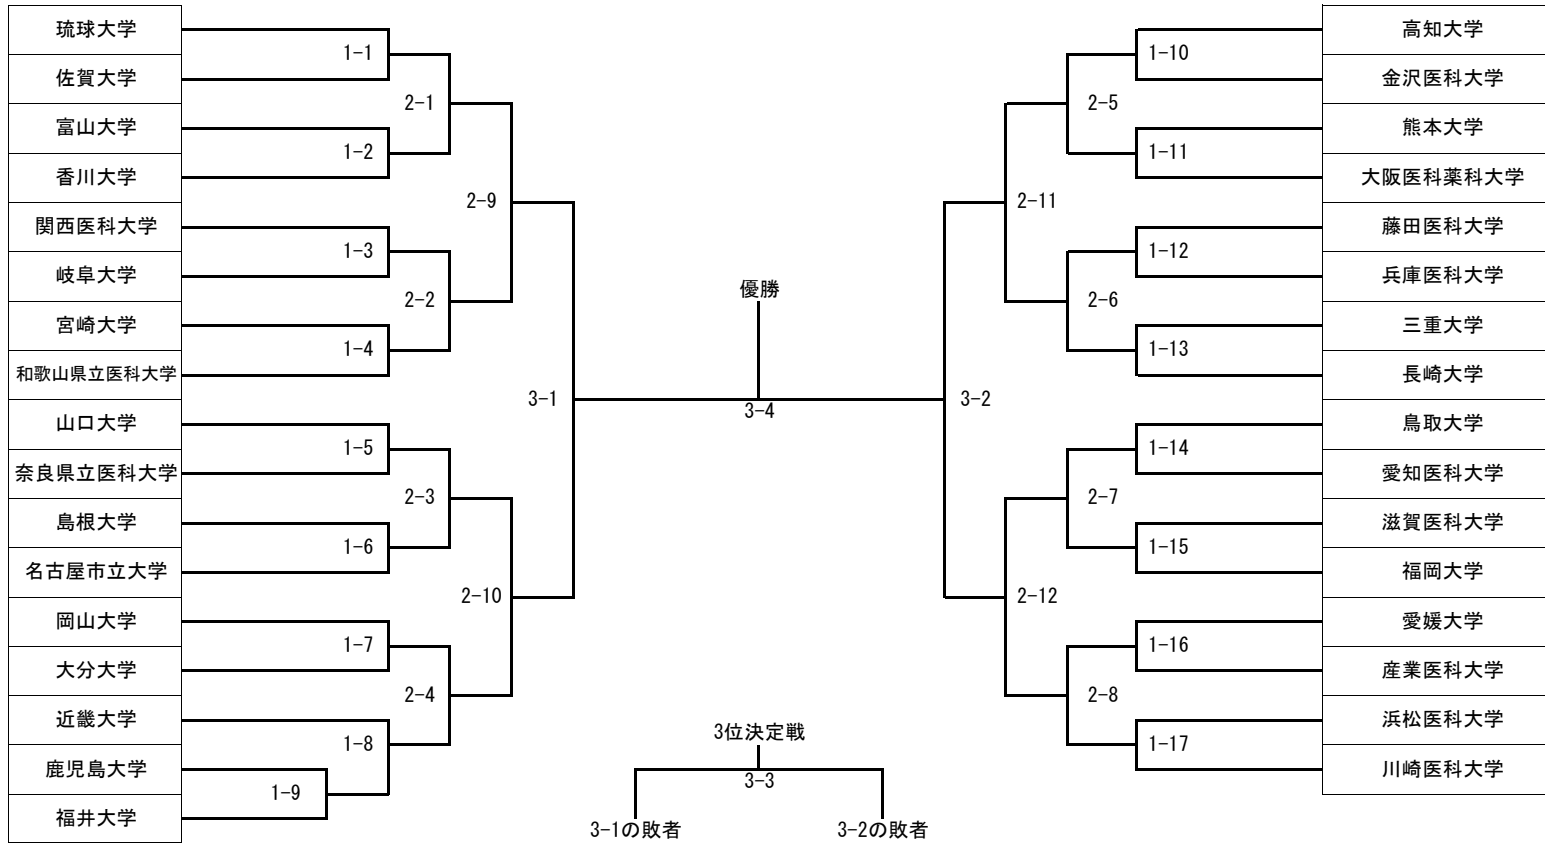 琉球大学
1-1
佐賀大学
2-1
富山大学
1-2
香川大学
2-9
関西医科大学
1-3
岐阜大学
2-2
宮崎大学
1-4
和歌山県立医科大学
3-1
山口大学
1-5
奈良県立医科大学
2-3
島根大学
1-6
名古屋市立大学
2-10
岡山大学
1-7
大分大学
2-4
近畿大学
1-8
鹿児島大学
1-9
福井大学
優勝
3-4
3位決定戦
3-3
3-1の敗者
3-2の敗者
高知大学
1-10
金沢医科大学
2-5
熊本大学
1-11
大阪医科薬科大学
2-11
藤田医科大学
1-12
兵庫医科大学
2-6
三重大学
1-13
長崎大学
3-2
鳥取大学
1-14
愛知医科大学
2-7
滋賀医科大学
1-15
福岡大学
2-12
愛媛大学
1-16
産業医科大学
2-8
浜松医科大学
1-17
川崎医科大学